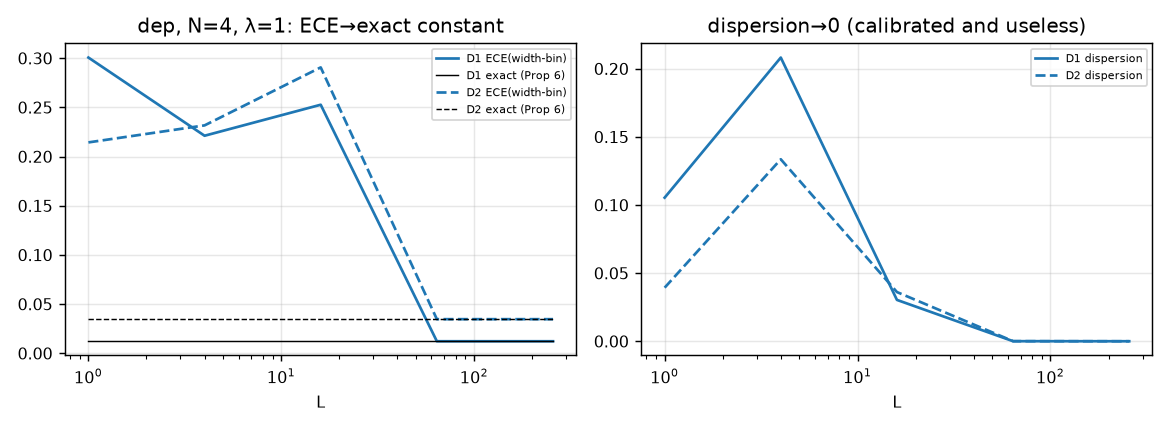 dep, N=4, λ=1: ECE→exact constant
0.30
0.25
0.20
0.15
0.10
0.05
0.00
D1 ECE(width-bin)
D1 exact (Prop 6)
D2 ECE(width-bin)
D2 exact (Prop 6)
10⁰
10¹
10²
L
dispersion→0 (calibrated and useless)
0.20
0.15
0.10
0.05
0.00
D1 dispersion
D2 dispersion
10⁰
10¹
10²
L